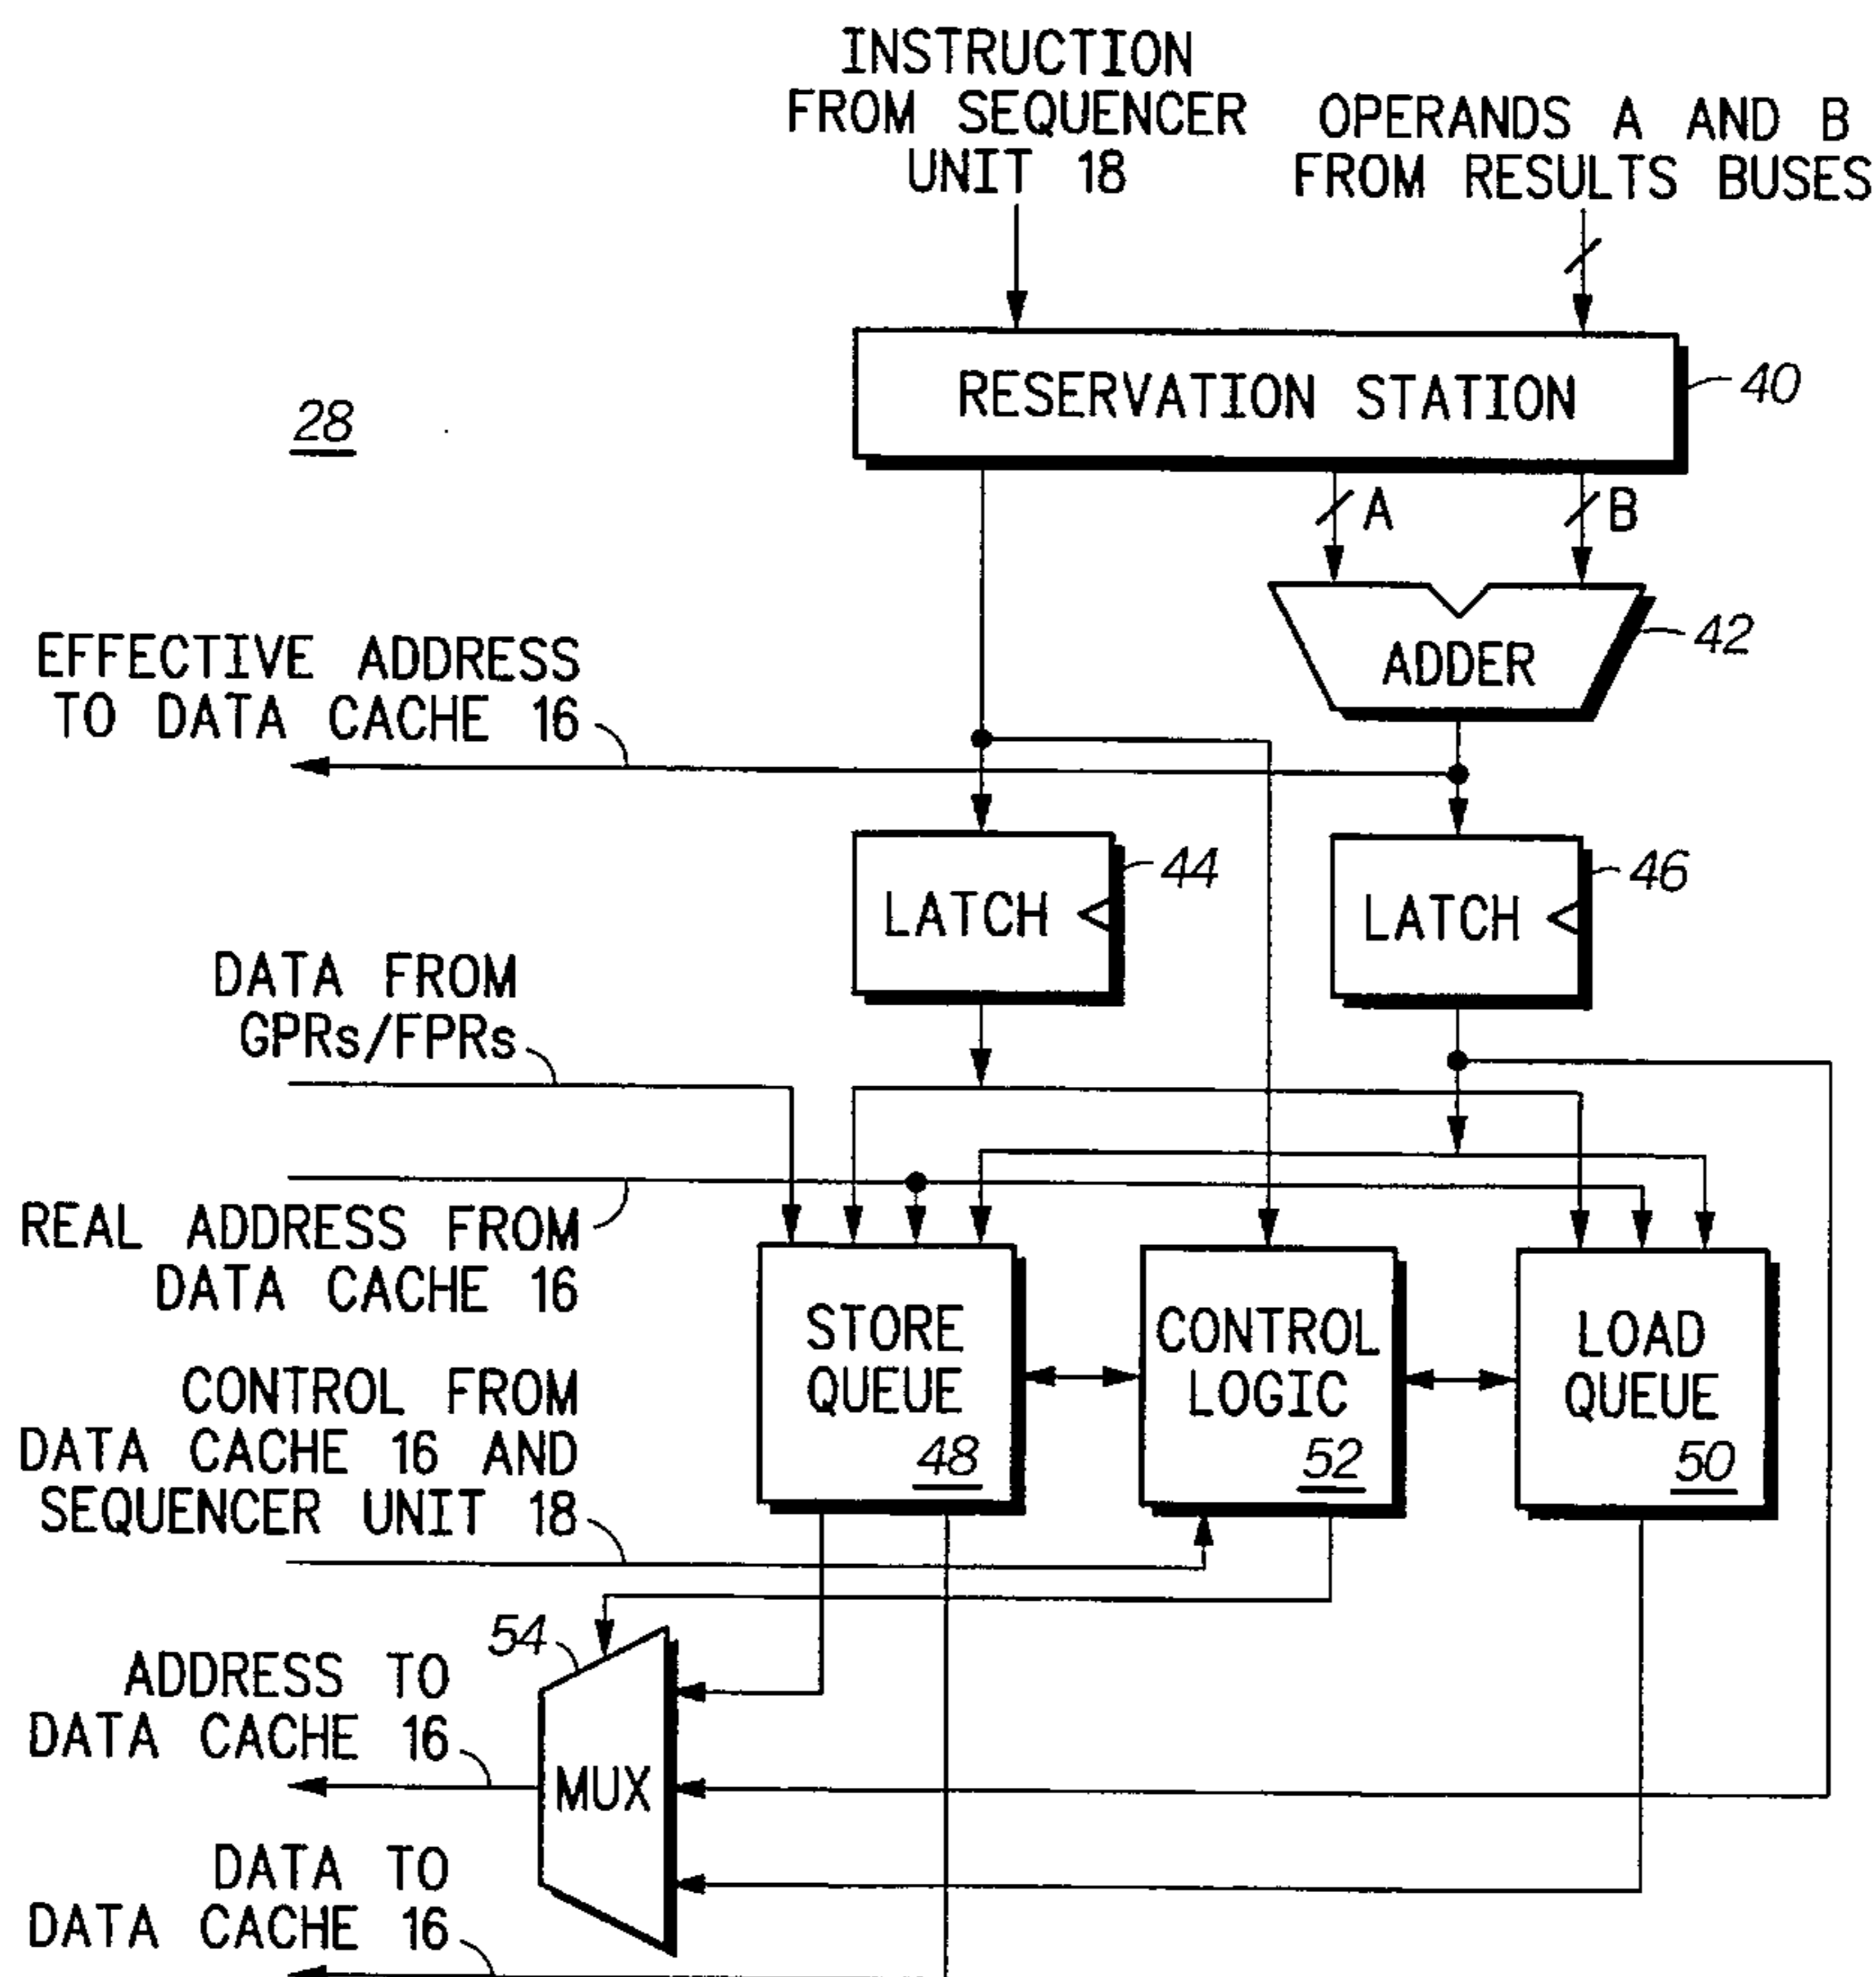 INSTRUCTION
FROM SEQUENCER
UNIT 18
OPERANDS A AND B
FROM RESULTS BUSES
RESERVATION STATION
40
28
A
B
ADDER
42
EFFECTIVE ADDRESS
TO DATA CACHE 16
LATCH
44
LATCH
46
DATA FROM
GPRs/FPRs
REAL ADDRESS FROM
DATA CACHE 16
STORE
QUEUE
48
CONTROL
LOGIC
52
LOAD
QUEUE
50
CONTROL FROM
DATA CACHE 16 AND
SEQUENCER UNIT 18
54
ADDRESS TO
DATA CACHE 16
MUX
DATA TO
DATA CACHE 16